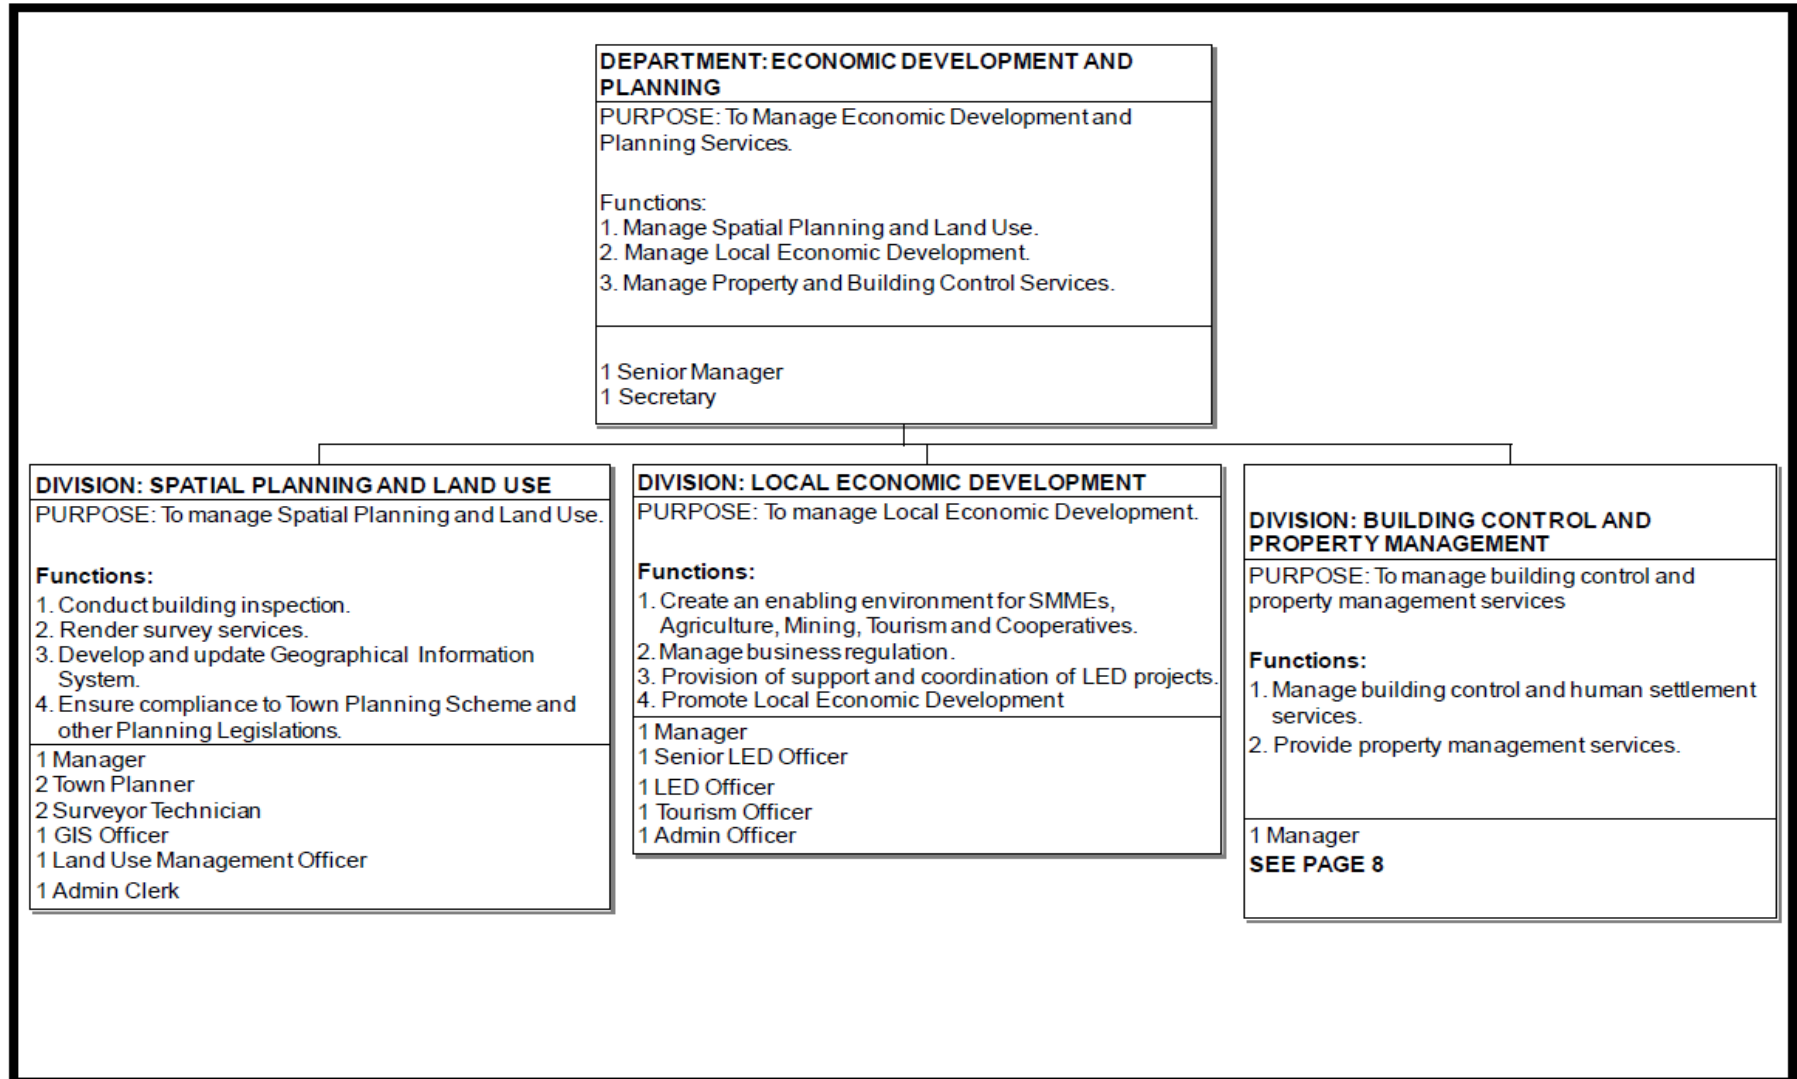 DEPARTMENT: ECONOMIC DEVELOPMENT AND
PLANNING
PURPOSE: To Manage Economic Development and
Planning Services.
Functions:
1. Manage Spatial Planning and Land Use.
2. Manage Local Economic Development.
3. Manage Property and Building Control Services.
1 Senior Manager
1 Secretary
DIVISION: SPATIAL PLANNING AND LAND USE
PURPOSE: To manage Spatial Planning and Land Use.
Functions:
1. Conduct building inspection.
2. Render survey services.
3. Develop and update Geographical Information
System.
4. Ensure compliance to Town Planning Scheme and
other Planning Legislations.
1 Manager
2 Town Planner
2 Surveyor Technician
1 GIS Officer
1 Land Use Management Officer
1 Admin Clerk
DIVISION: LOCAL ECONOMIC DEVELOPMENT
PURPOSE: To manage Local Economic Development.
Functions:
1. Create an enabling environment for SMMEs,
Agriculture, Mining, Tourism and Cooperatives.
2. Manage business regulation.
3. Provision of support and coordination of LED projects.
4. Promote Local Economic Development
1 Manager
1 Senior LED Officer
1 LED Officer
1 Tourism Officer
1 Admin Officer
DIVISION: BUILDING CONTROL AND
PROPERTY MANAGEMENT
PURPOSE: To manage building control and
property management services
Functions:
1. Manage building control and human settlement
services.
2. Provide property management services.
1 Manager
SEE PAGE 8